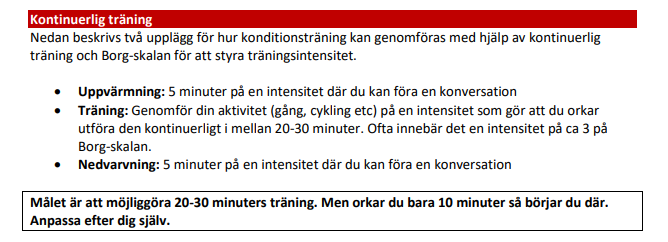 Kontinuerlig träning
Nedan beskrivs två upplägg för hur konditionsträning kan genomföras med hjälp av kontinuerlig
träning och Borg-skalan för att styra träningsintensitet.
• Uppvärmning: 5 minuter på en intensitet där du kan föra en konversation
• Träning: Genomför din aktivitet (gång, cykling etc) på en intensitet som gör att du orkar
utföra den kontinuerligt i mellan 20-30 minuter. Ofta innebär det en intensitet på ca 3 på
Borg-skalan.
• Nedvarvning: 5 minuter på en intensitet där du kan föra en konversation
Målet är att möjliggöra 20-30 minuters träning. Men orkar du bara 10 minuter så börjar du där.
Anpassa efter dig själv.